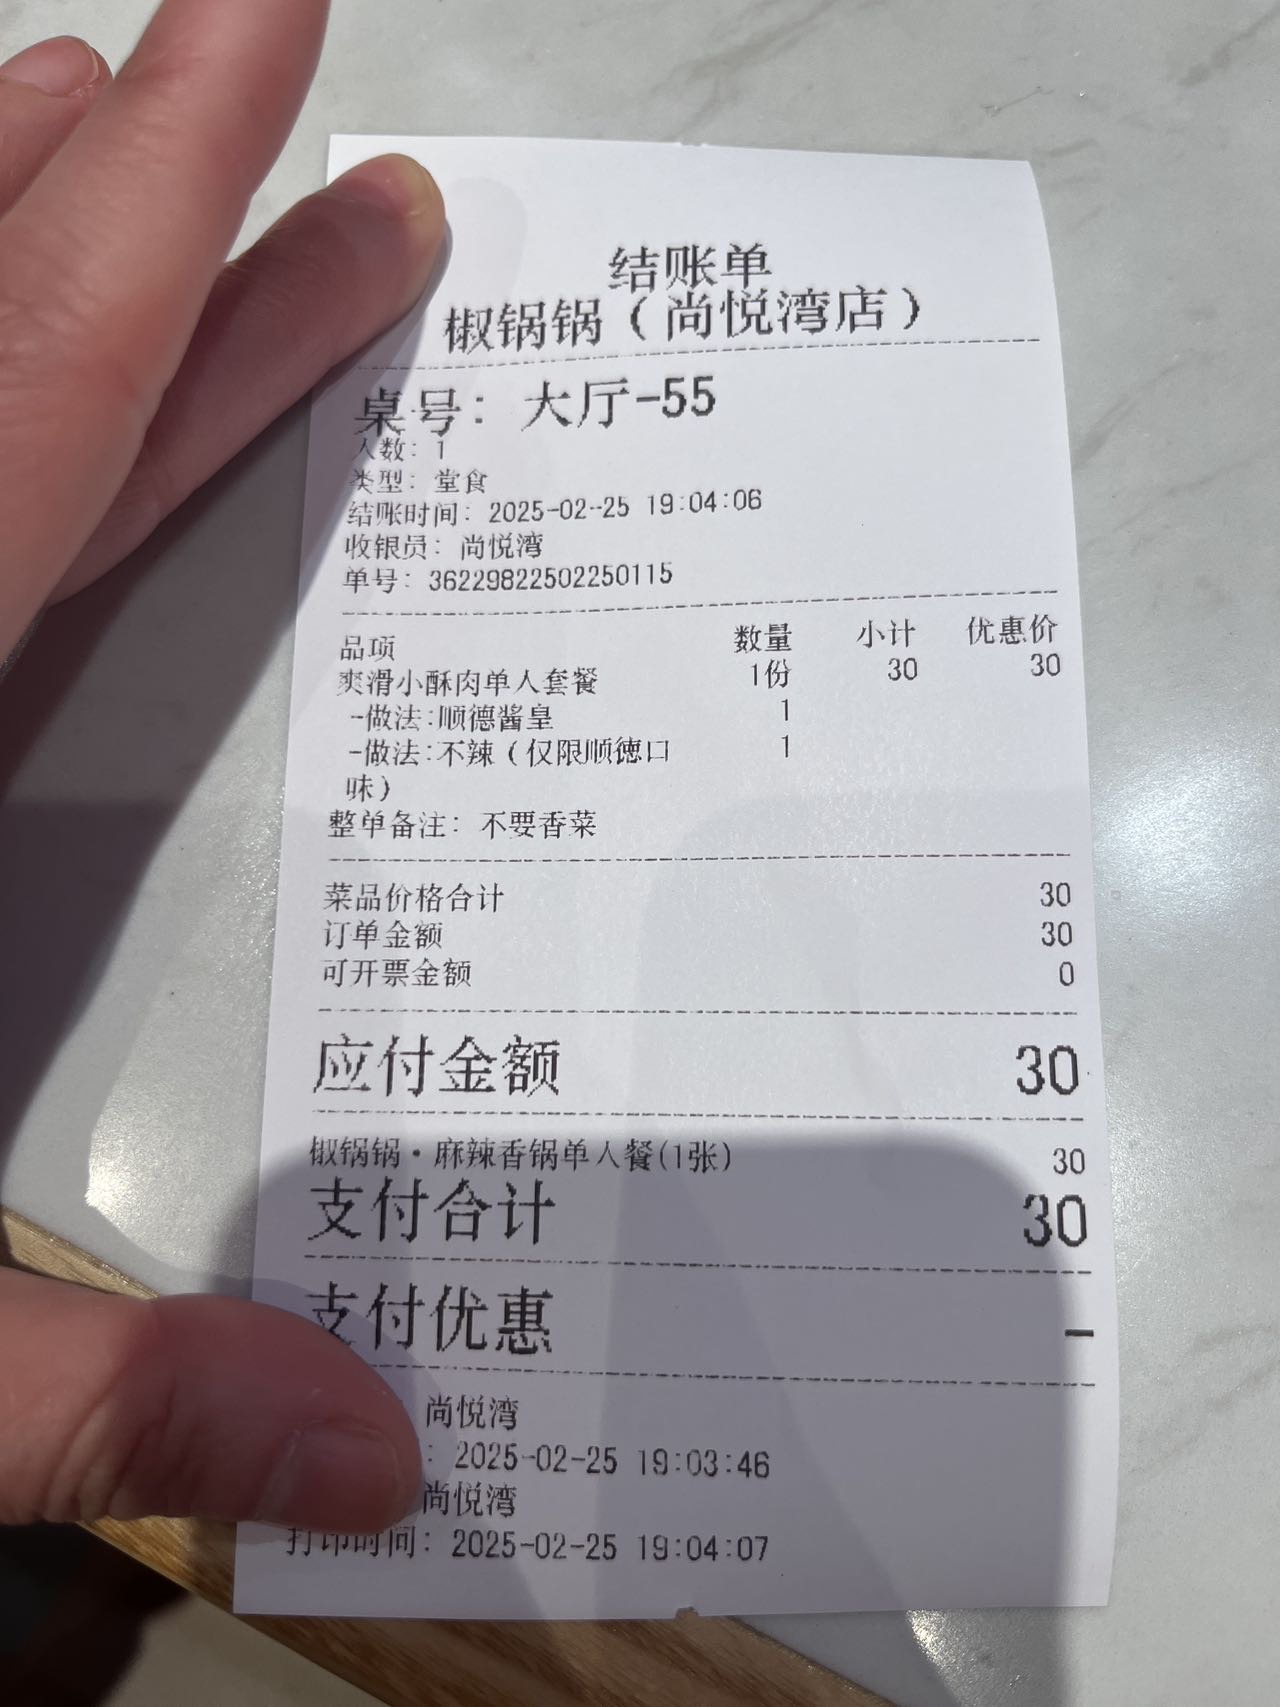 结账单
椒锅锅（尚悦湾店）
桌号: 大厅-55
人数: 1
类型: 堂食
结账时间: 2025-02-25 19:04:06
收银员: 尚悦湾
单号: 36229822502250115
品项 数量 小计 优惠价
爽滑小酥肉单人套餐 1份 30 30
-做法:顺德酱皇 1
-做法:不辣（仅限顺德口 1
味）
整单备注: 不要香菜
菜品价格合计 30
订单金额 30
可开票金额 0
应付金额 30
椒锅锅·麻辣香锅单人餐(1张) 30
支付合计 30
支付优惠 -
尚悦湾
: 2025-02-25 19:03:46
尚悦湾
打印时间: 2025-02-25 19:04:07